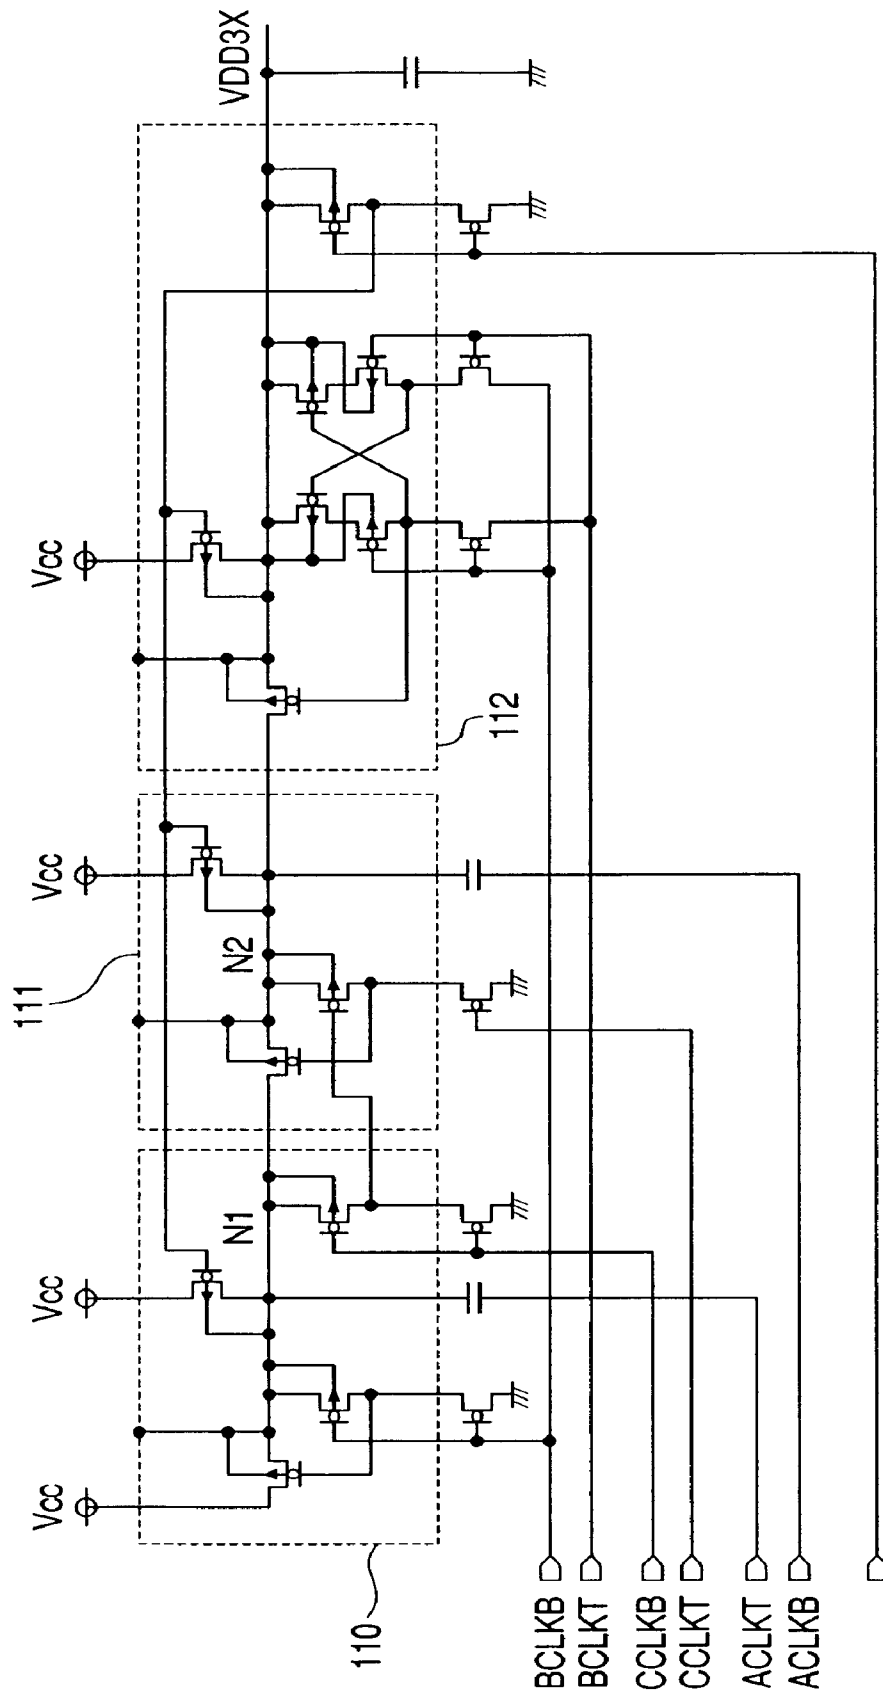 VDD3X
Vcc
Vcc
Vcc
Vcc
111
N2
N1
112
110
BCLKB
BCLKT
CCLKB
CCLKT
ACLKT
ACLKB